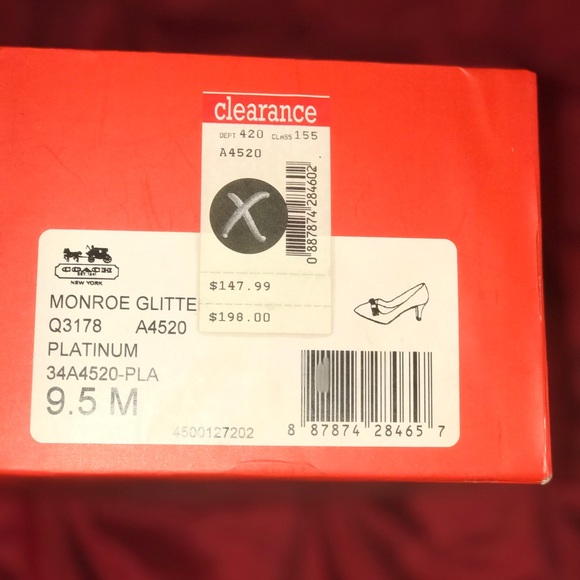 clearance
DEPT 420 CLASS 155
A4520
0 887874 284602
X
$147.99
$198.00
COACH
EST. 1941
NEW YORK
MONROE GLITTE
Q3178 A4520
PLATINUM
34A4520-PLA
9.5 M
4500127202
8 87874 28465 7